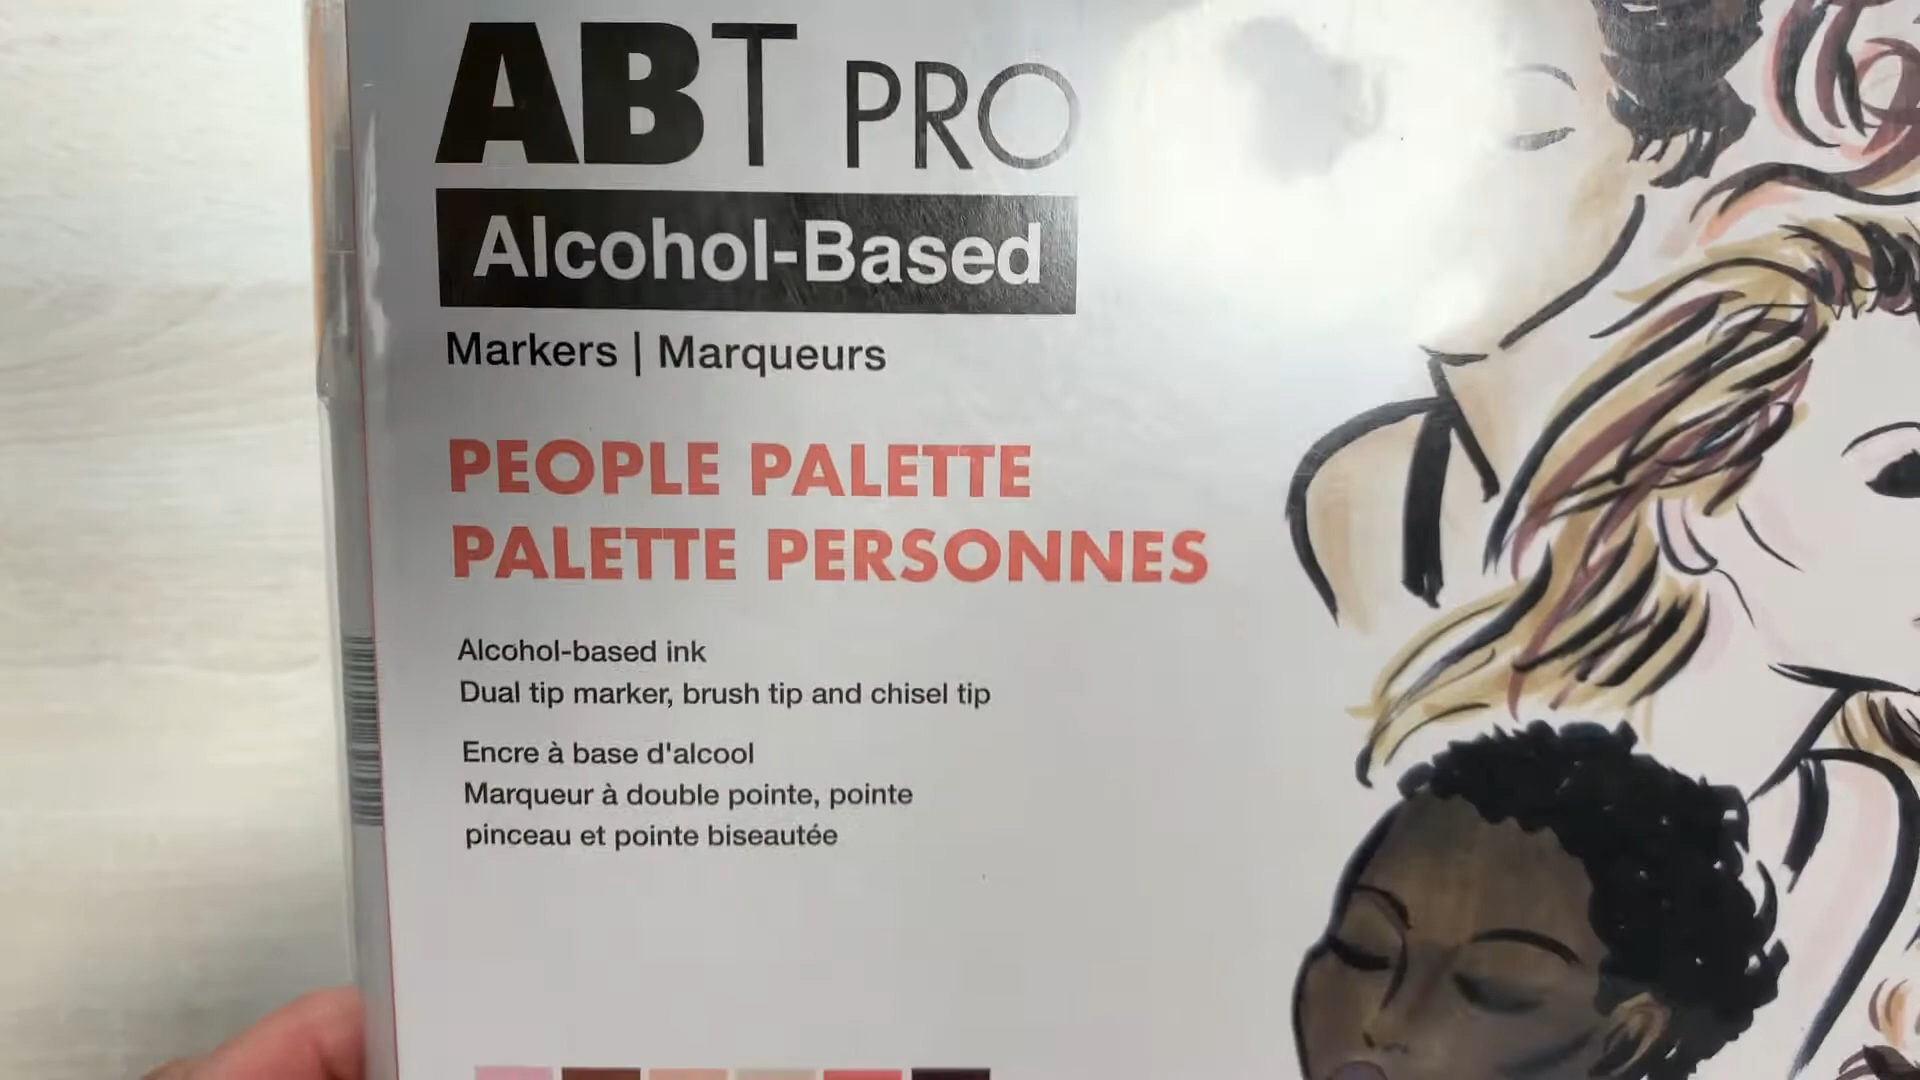 ABT PRO
Alcohol-Based
Markers | Marqueurs
PEOPLE PALETTE
PALETTE PERSONNES
Alcohol-based ink
Dual tip marker, brush tip and chisel tip
Encre à base d'alcool
Marqueur à double pointe, pointe
pinceau et pointe biseautée